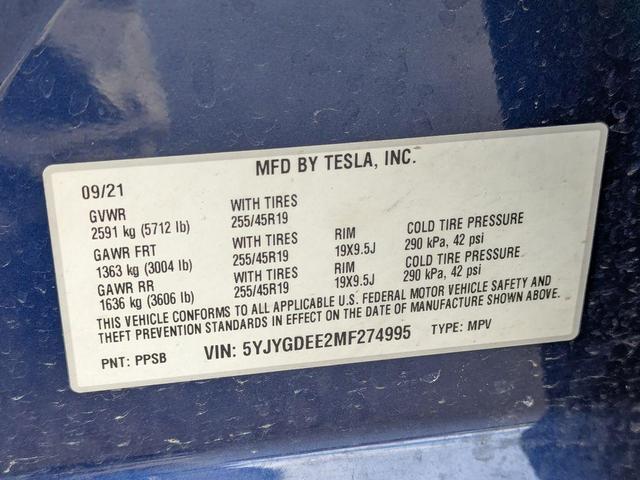 MFD BY TESLA, INC.
09/21
GVWR WITH TIRES
2591 kg (5712 lb) 255/45R19
GAWR FRT WITH TIRES RIM COLD TIRE PRESSURE
1363 kg (3004 lb) 255/45R19 19X9.5J 290 kPa, 42 psi
GAWR RR WITH TIRES RIM COLD TIRE PRESSURE
1636 kg (3606 lb) 255/45R19 19X9.5J 290 kPa, 42 psi
THIS VEHICLE CONFORMS TO ALL APPLICABLE U.S. FEDERAL MOTOR VEHICLE SAFETY AND
THEFT PREVENTION STANDARDS IN EFFECT ON THE DATE OF MANUFACTURE SHOWN ABOVE.
PNT: PPSB VIN: 5YJYGDEE2MF274995 TYPE: MPV